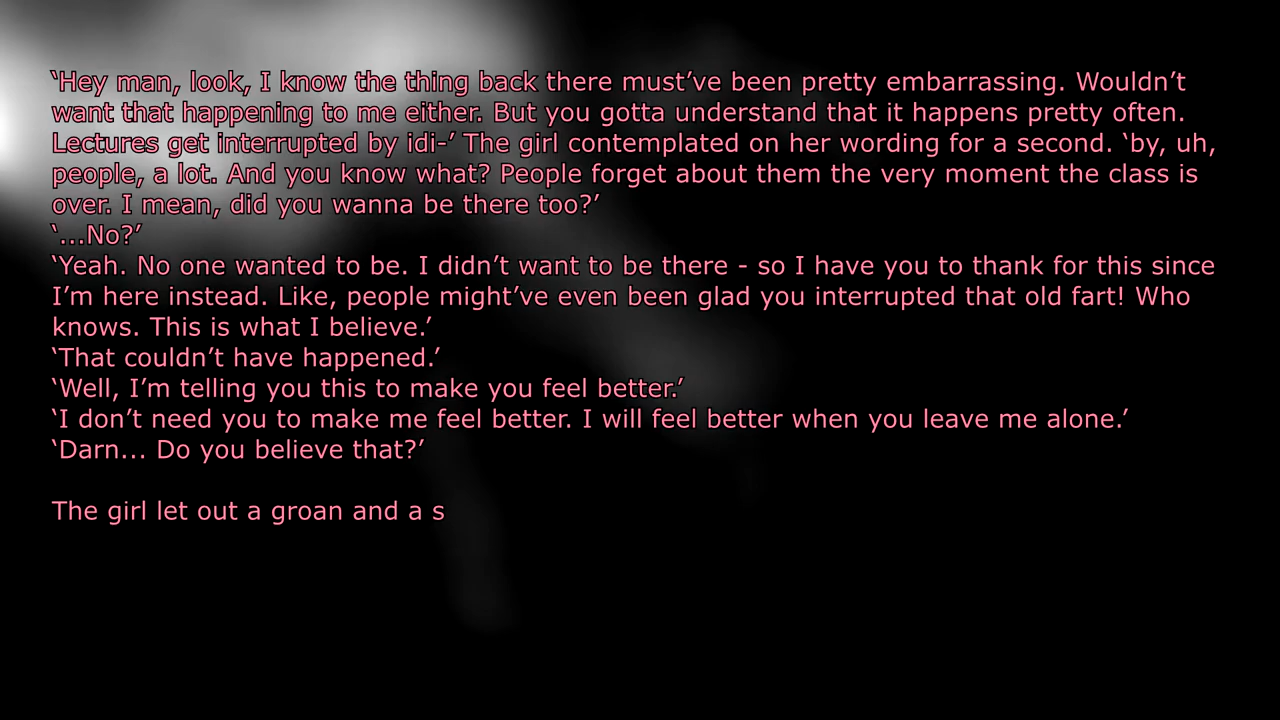 ‘Hey man, look, I know the thing back there must’ve been pretty embarrassing. Wouldn’t
want that happening to me either. But you gotta understand that it happens pretty often.
Lectures get interrupted by idi-’ The girl contemplated on her wording for a second. ‘by, uh,
people, a lot. And you know what? People forget about them the very moment the class is
over. I mean, did you wanna be there too?’
‘...No?’
‘Yeah. No one wanted to be. I didn’t want to be there - so I have you to thank for this since
I’m here instead. Like, people might’ve even been glad you interrupted that old fart! Who
knows. This is what I believe.’
‘That couldn’t have happened.’
‘Well, I’m telling you this to make you feel better.’
‘I don’t need you to make me feel better. I will feel better when you leave me alone.’
‘Darn... Do you believe that?’
The girl let out a groan and a s